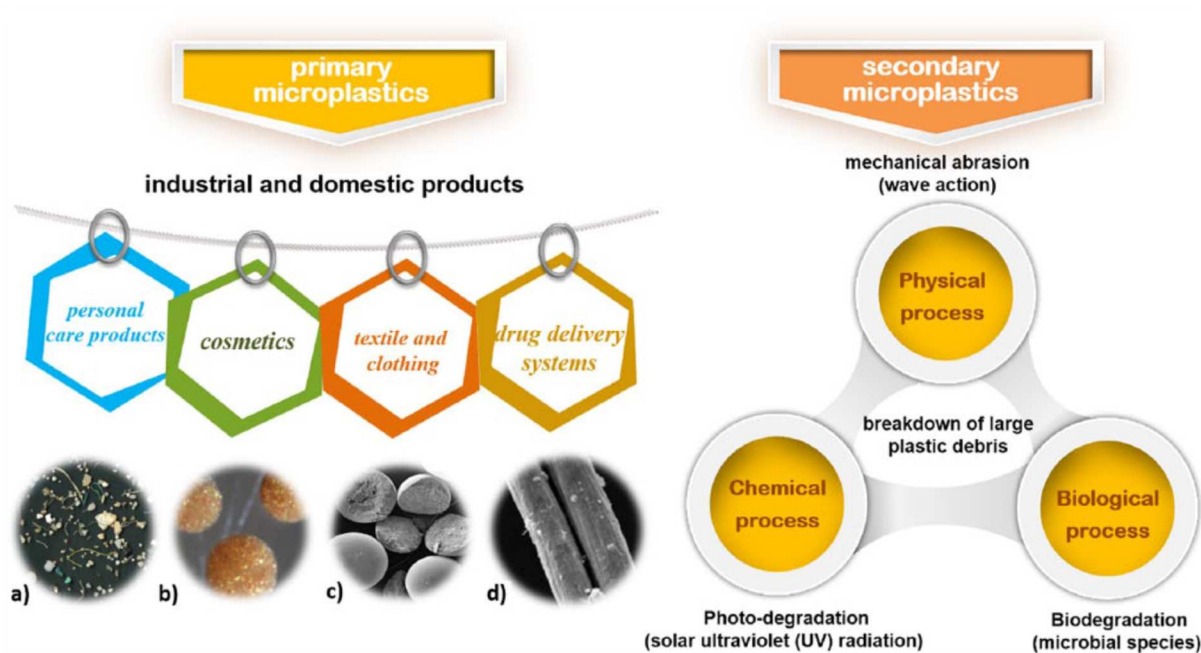 primary
microplastics
industrial and domestic products
personal
care products
cosmetics
textile and
clothing
drug delivery
systems
a)
b)
c)
d)
secondary
microplastics
mechanical abrasion
(wave action)
Physical
process
breakdown of large
plastic debris
Chemical
process
Biological
process
Photo-degradation
(solar ultraviolet (UV) radiation)
Biodegradation
(microbial species)